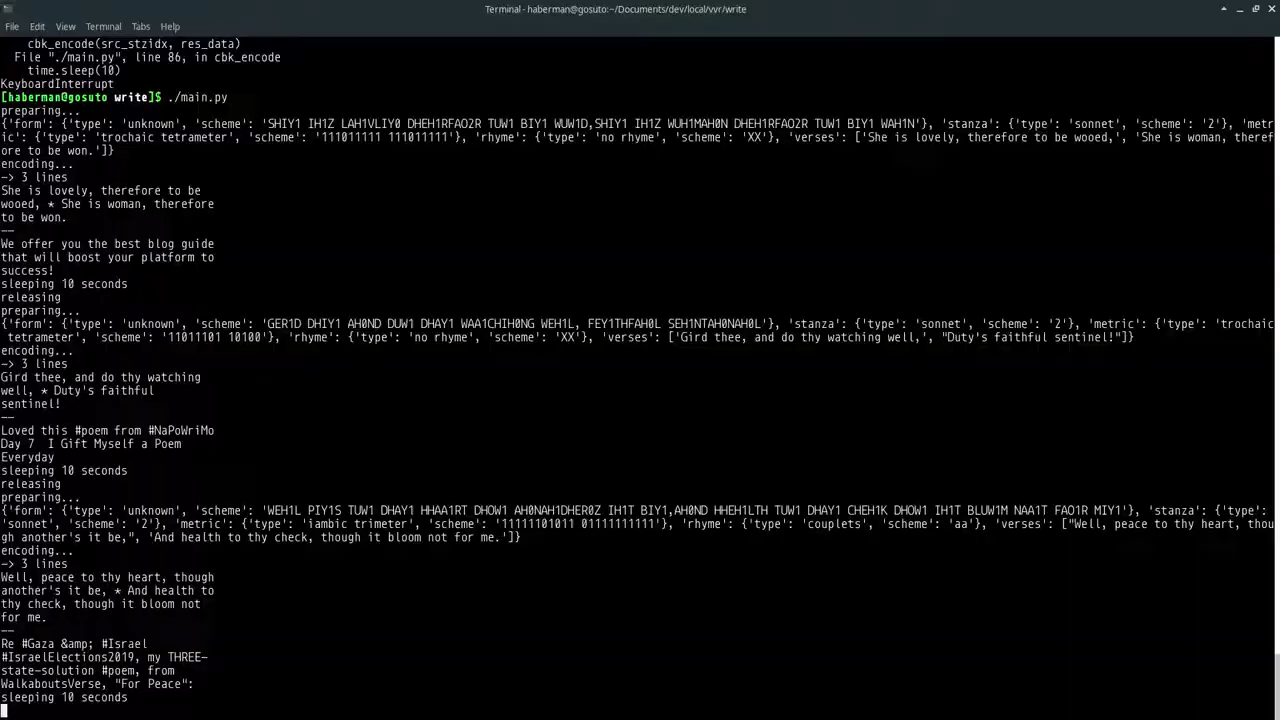 Terminal - haberman@gosuto:~/Documents/dev/local/vvr/write
File Edit View Terminal Tabs Help
cbk_encode(src_stzidx, res_data)
File "./main.py", line 86, in cbk_encode
time.sleep(10)
KeyboardInterrupt
[haberman@gosuto write]$ ./main.py
preparing...
{'form': {'type': 'unknown', 'scheme': 'SHIY1 IH1Z LAH1VLIY0 DHEH1RFAO2R TUW1 BIY1 WUW1D,SHIY1 IH1Z WUH1MAH0N DHEH1RFAO2R TUW1 BIY1 WAH1N'}, 'stanza': {'type': 'sonnet', 'scheme': '2'}, 'metr
ic': {'type': 'trochaic tetrameter', 'scheme': '111011111 111011111'}, 'rhyme': {'type': 'no rhyme', 'scheme': 'XX'}, 'verses': ['She is lovely, therefore to be wooed,', 'She is woman, theref
ore to be won.']}
encoding...
-> 3 lines
She is lovely, therefore to be
wooed, * She is woman, therefore
to be won.
--
We offer you the best blog guide
that will boost your platform to
success!
sleeping 10 seconds
releasing
preparing...
{'form': {'type': 'unknown', 'scheme': 'GER1D DHIY1 AH0ND DUW1 DHAY1 WAA1CHIH0NG WEH1L, FEY1THFAH0L SEH1NTAH0NAH0L'}, 'stanza': {'type': 'sonnet', 'scheme': '2'}, 'metric': {'type': 'trochaic
tetrameter', 'scheme': '11011101 10100'}, 'rhyme': {'type': 'no rhyme', 'scheme': 'XX'}, 'verses': ['Gird thee, and do thy watching well,', "Duty's faithful sentinel!"]}
encoding...
-> 3 lines
Gird thee, and do thy watching
well, * Duty's faithful
sentinel!
--
Loved this #poem from #NaPoWriMo
Day 7  I Gift Myself a Poem
Everyday
sleeping 10 seconds
releasing
preparing...
{'form': {'type': 'unknown', 'scheme': 'WEH1L PIY1S TUW1 DHAY1 HHAA1RT DHOW1 AH0NAH1DHER0Z IH1T BIY1,AH0ND HHEH1LTH TUW1 DHAY1 CHEH1K DHOW1 IH1T BLUW1M NAA1T FAO1R MIY1'}, 'stanza': {'type':
'sonnet', 'scheme': '2'}, 'metric': {'type': 'iambic trimeter', 'scheme': '11111101011 01111111111'}, 'rhyme': {'type': 'couplets', 'scheme': 'aa'}, 'verses': ["Well, peace to thy heart, thou
gh another's it be,", 'And health to thy check, though it bloom not for me.']}
encoding...
-> 3 lines
Well, peace to thy heart, though
another's it be, * And health to
thy check, though it bloom not
for me.
--
Re #Gaza &amp; #Israel
#IsraelElections2019, my THREE-
state-solution #poem, from
WalkaboutsVerse, "For Peace":
sleeping 10 seconds